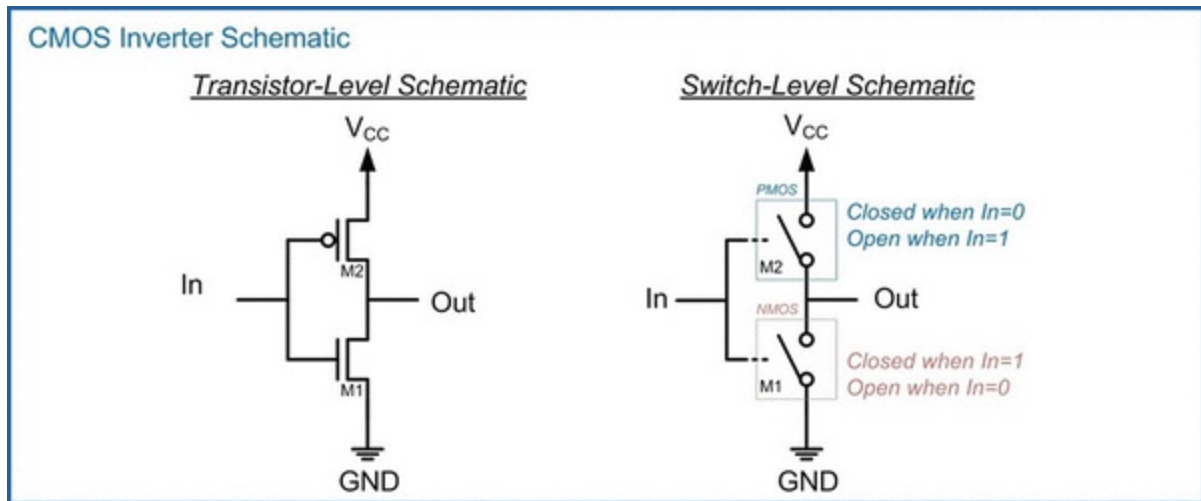 CMOS Inverter Schematic
Transistor-Level Schematic
VCC
In
M2
Out
M1
GND
Switch-Level Schematic
VCC
PMOS
Closed when In=0
Open when In=1
M2
In
Out
NMOS
Closed when In=1
M1
Open when In=0
GND